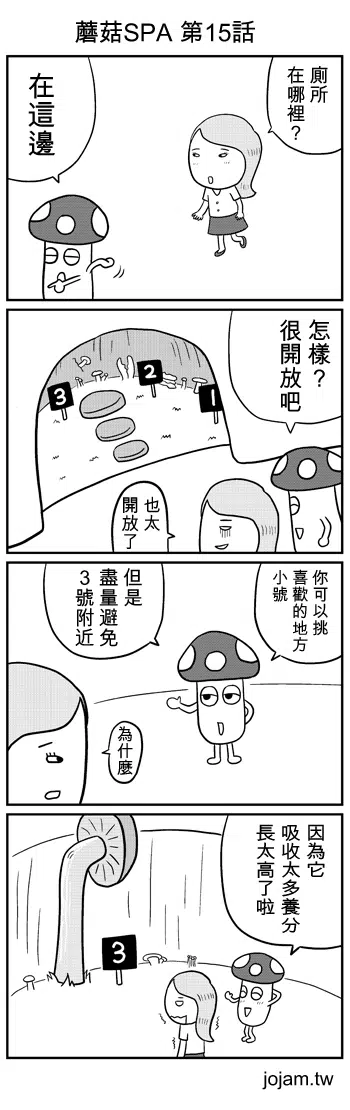 蘑菇SPA 第15話
廁所
在哪裡？
在這邊
怎樣？
很開放吧
3
2
1
也太
開放了
你可以挑
喜歡的地方
小號
但是
盡量避免
3號附近
為什麼
因為它
吸收太多養分
長太高了啦
3
jojam.tw